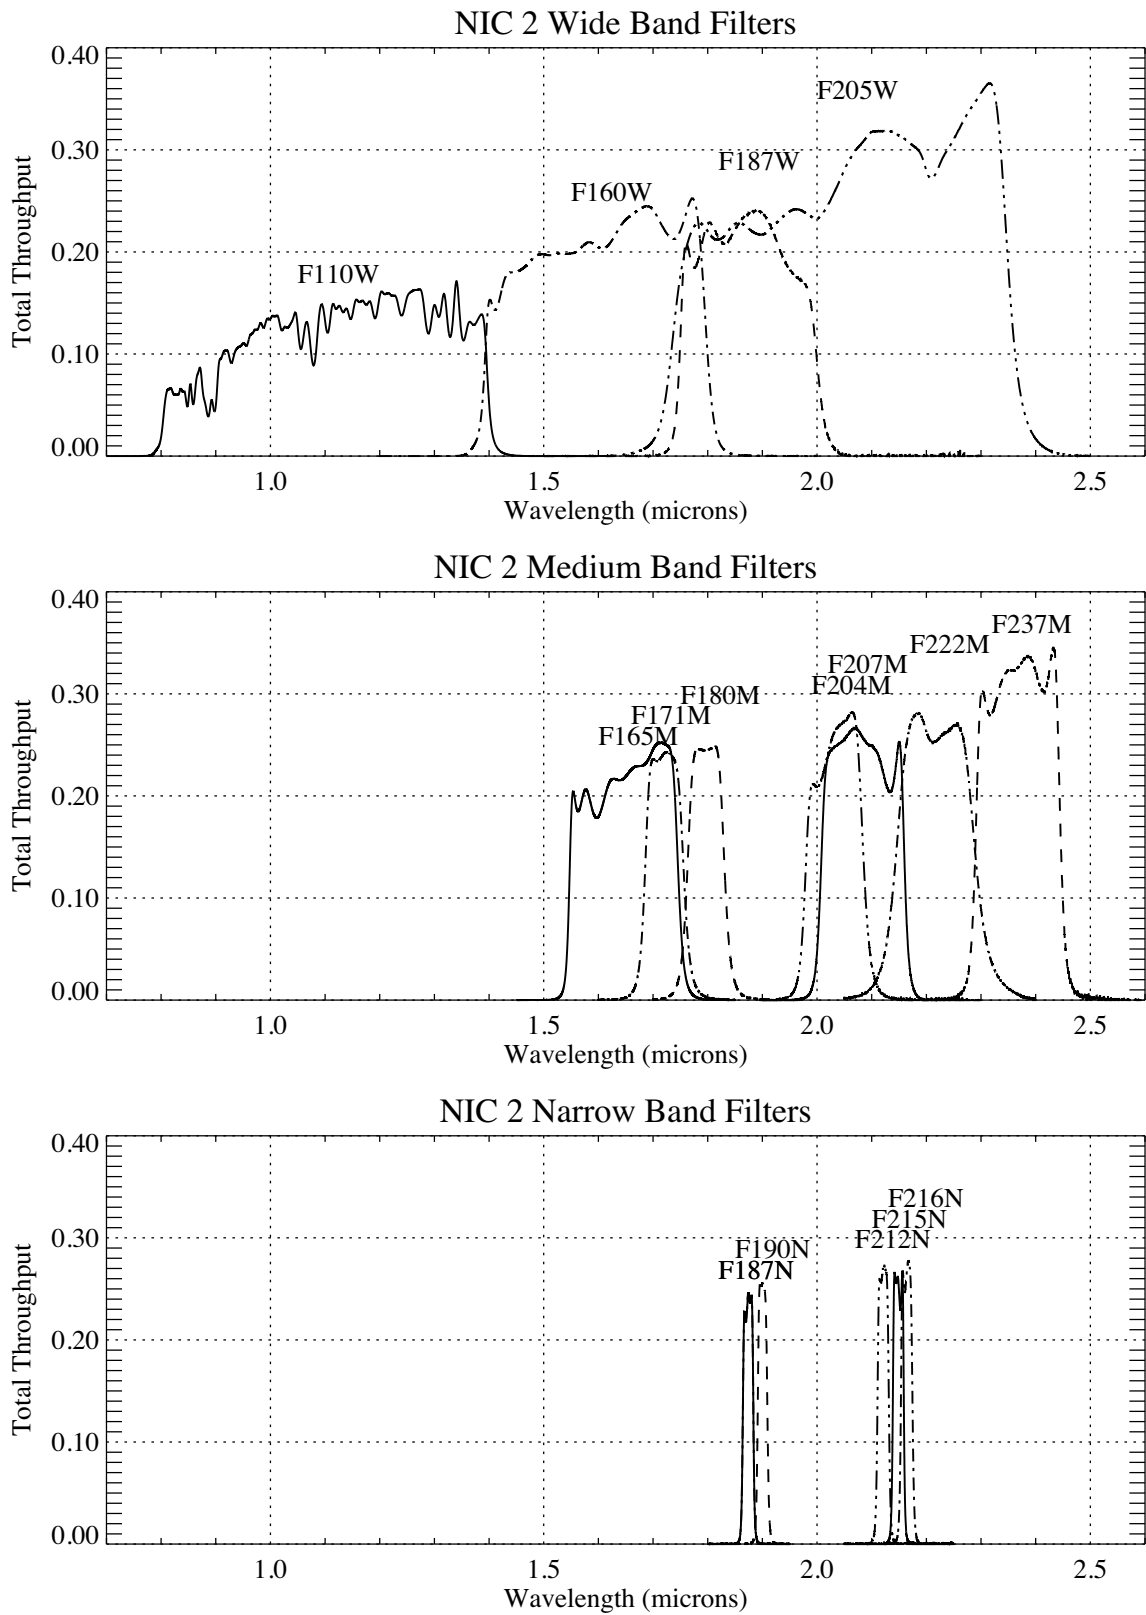 NIC 2 Wide Band Filters
0.40
F205W
0.30
F187W
F160W
0.20
F110W
0.10
0.00
Total Throughput
1.0 1.5 2.0 2.5
Wavelength (microns)
NIC 2 Medium Band Filters
0.40
F237M
F222M
F207M
0.30
F180M
F204M
F171M
F165M
0.20
0.10
0.00
Total Throughput
1.0 1.5 2.0 2.5
Wavelength (microns)
NIC 2 Narrow Band Filters
0.40
F216N
F215N
0.30
F212N
F190N
F187N
0.20
0.10
0.00
Total Throughput
1.0 1.5 2.0 2.5
Wavelength (microns)